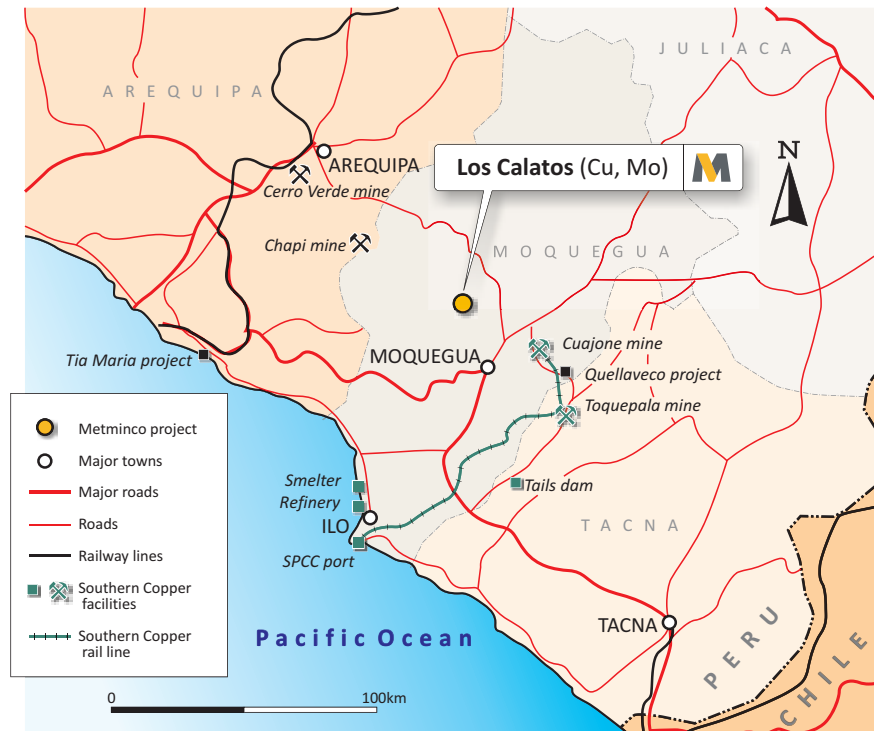 JULIACA
AREQUIPA
AREQUIPA
Cerro Verde mine
Los Calatos (Cu, Mo)
N
Chapi mine
MOQUEGUA
Tia Maria project
MOQUEGUA
Cuajone mine
Quellaveco project
Toquepala mine
Metminco project
Major towns
Major roads
Roads
Railway lines
Southern Copper
facilities
Southern Copper
rail line
Smelter
Refinery
ILO
SPCC port
Tails dam
TACNA
TACNA
Pacific Ocean
PERU
CHILE
0
100km